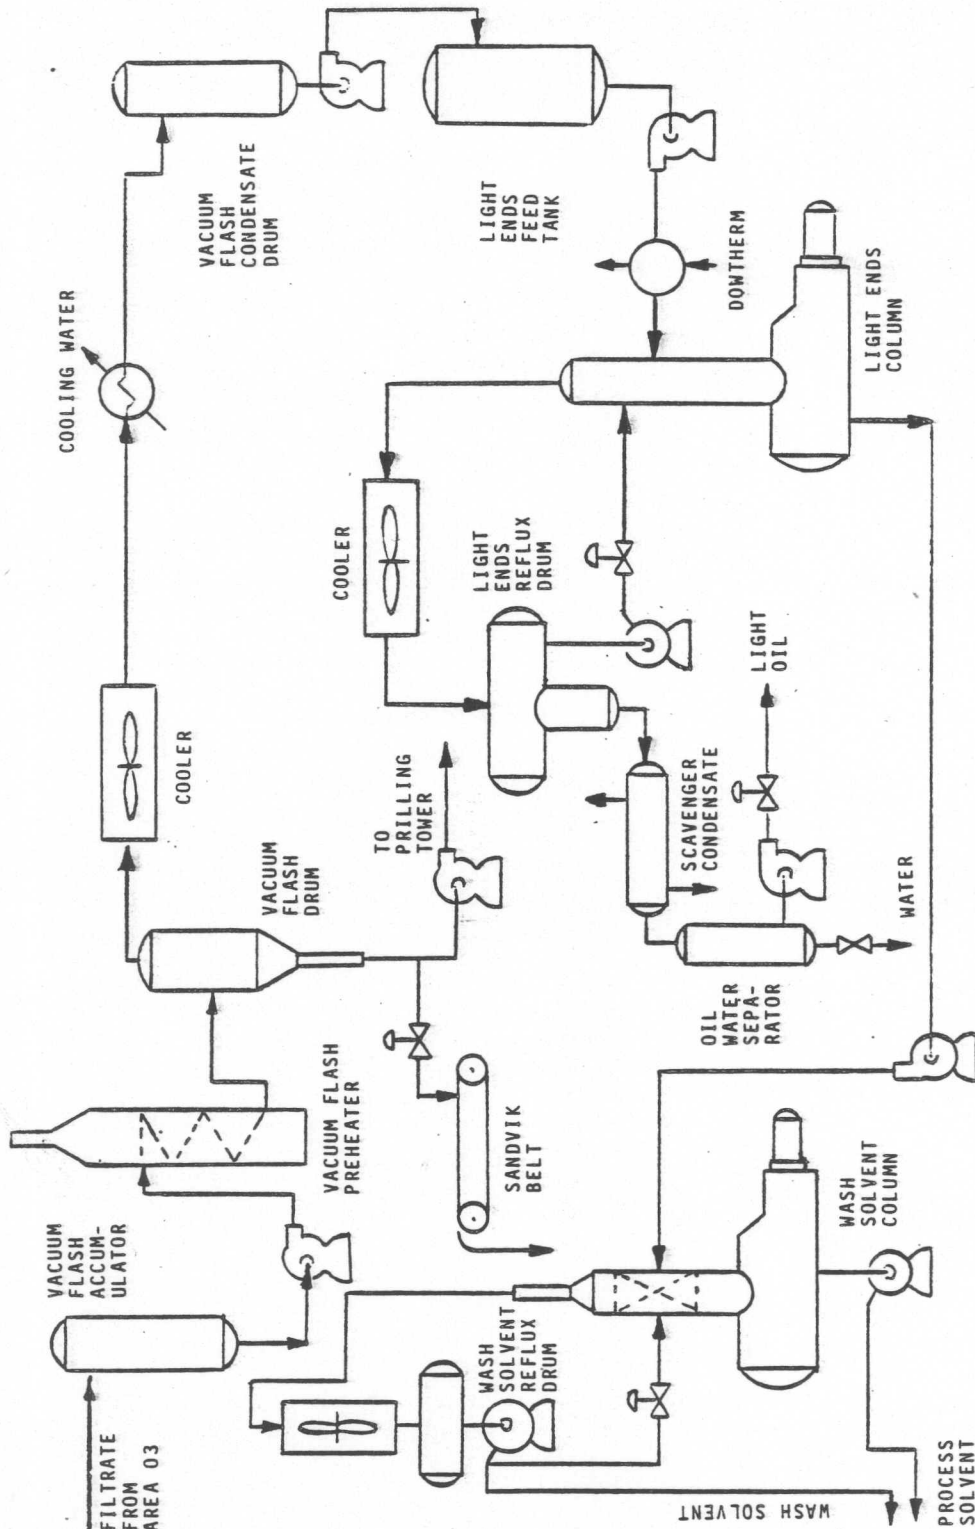 FILTRATE
FROM
AREA 03
VACUUM
FLASH
ACCUM-
ULATOR
VACUUM FLASH
PREHEATER
VACUUM
FLASH
DRUM
COOLER
COOLING WATER
VACUUM
FLASH
CONDENSATE
DRUM
LIGHT
ENDS
FEED
TANK
DOWTHERM
LIGHT ENDS
COLUMN
COOLER
LIGHT
ENDS
REFLUX
DRUM
TO
PRILLING
TOWER
SANDVIK
BELT
SCAVENGER
CONDENSATE
LIGHT
OIL
OIL
WATER
SEPA-
RATOR
WATER
WASH
SOLVENT
REFLUX
DRUM
WASH
SOLVENT
COLUMN
WASH SOLVENT
PROCESS
SOLVENT